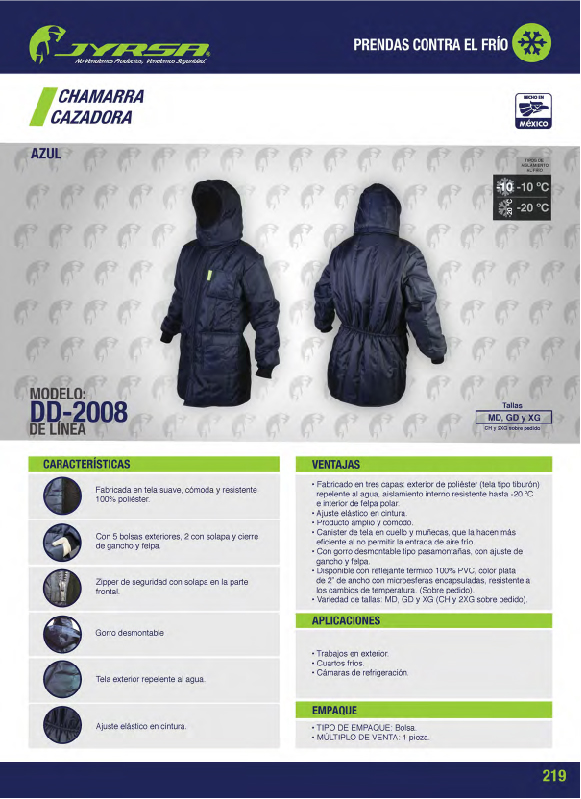 JYRSA®
No Vendemos Productos, Vendemos Seguridad
PRENDAS CONTRA EL FRÍO
CHAMARRA
CAZADORA
HECHO EN
MÉXICO
AZUL
TIPOS DE
AISLAMIENTO
AL FRÍO
-10 -10 °C
-20 °C -20 °C
MODELO:
DD-2008
DE LÍNEA
Tallas
MD, GD y XG
CH y 2XG sobre pedido
CARACTERÍSTICAS
Fabricada en tela suave, cómoda y resistente
100% poliéster.
Con 5 bolsas exteriores, 2 con solapa y cierre
de gancho y felpa.
Zipper de seguridad con solapa en la parte
frontal.
Gorro desmontable
Tela exterior repelente al agua.
Ajuste elástico en cintura.
VENTAJAS
• Fabricado en tres capas: exterior de poliéster (tela tipo tiburón)
repelente al agua, aislamiento interno resistente hasta -20 °C
e interior de felpa polar.
• Ajuste elástico en cintura.
• Producto amplio y cómodo.
• Canister de tela en cuello y muñecas, que la hacen más
eficiente al no permitir la entrada de aire frío.
• Con gorro desmontable tipo pasamontañas, con ajuste de
gancho y felpa.
• Disponible con reflejante térmico 100% PVC, color plata
de 2" de ancho con microesferas encapsuladas, resistente a
los cambios de temperatura. (Sobre pedido).
• Variedad de tallas: MD, GD y XG (CH y 2XG sobre pedido).
APLICACIONES
• Trabajos en exterior.
• Cuartos fríos.
• Cámaras de refrigeración.
EMPAQUE
• TIPO DE EMPAQUE: Bolsa.
• MÚLTIPLO DE VENTA: 1 pieza.
219